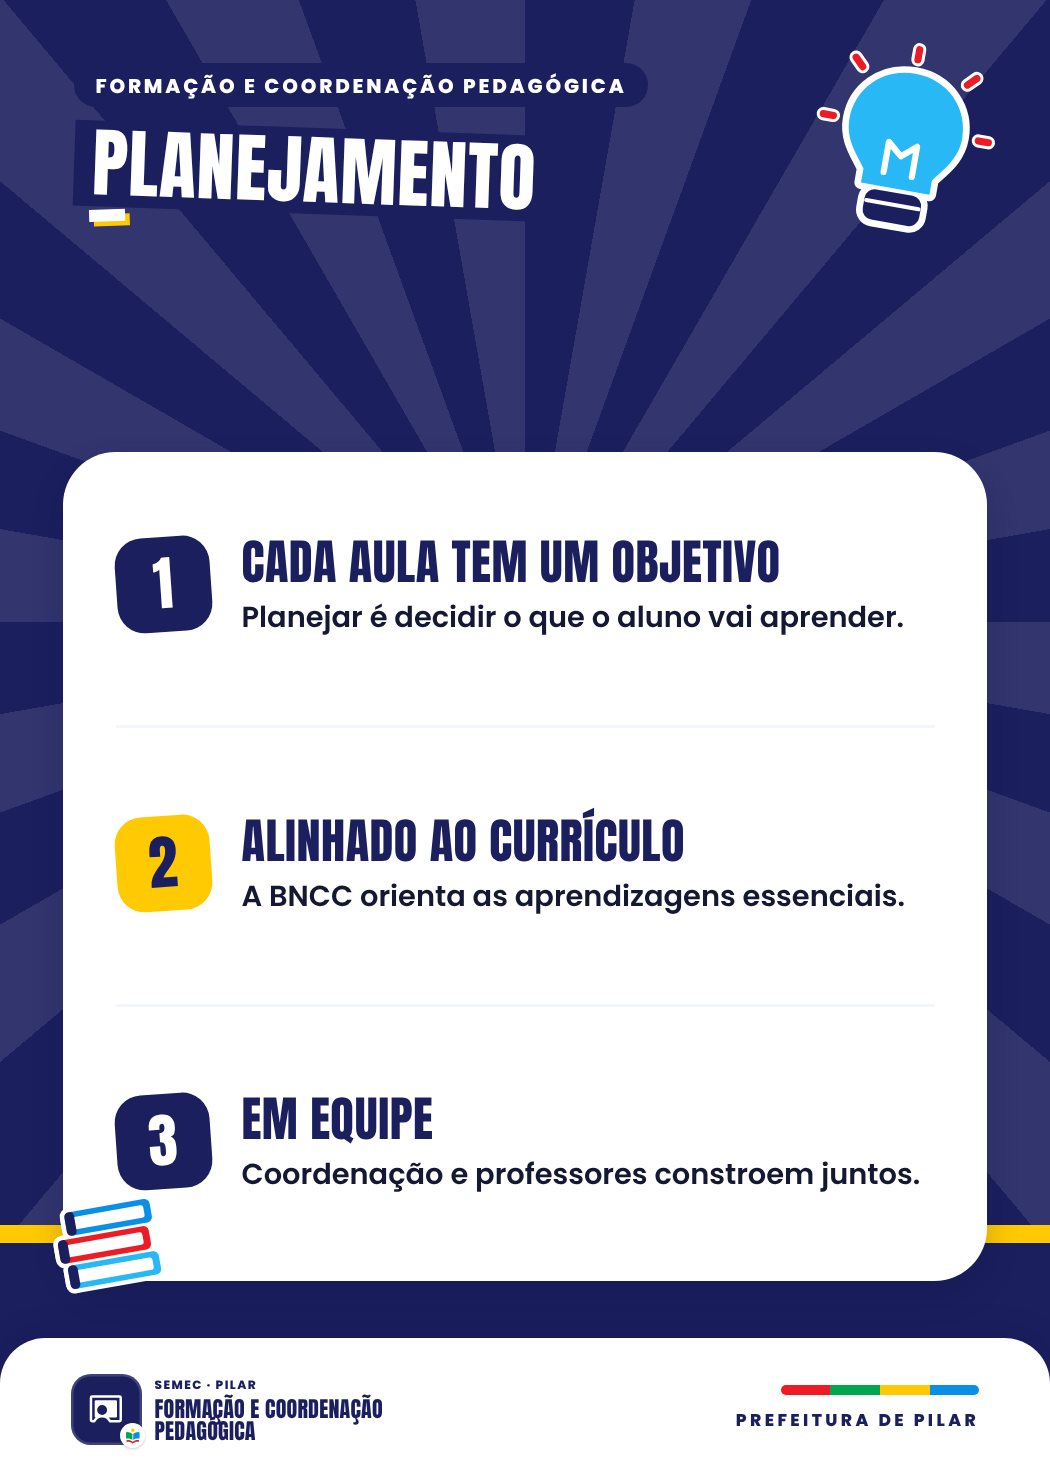 FORMAÇÃO E COORDENAÇÃO PEDAGÓGICA
PLANEJAMENTO
1
CADA AULA TEM UM OBJETIVO
Planejar é decidir o que o aluno vai aprender.
2
ALINHADO AO CURRÍCULO
A BNCC orienta as aprendizagens essenciais.
3
EM EQUIPE
Coordenação e professores constroem juntos.
SEMEC · PILAR
FORMAÇÃO E COORDENAÇÃO
PEDAGÓGICA
PREFEITURA DE PILAR